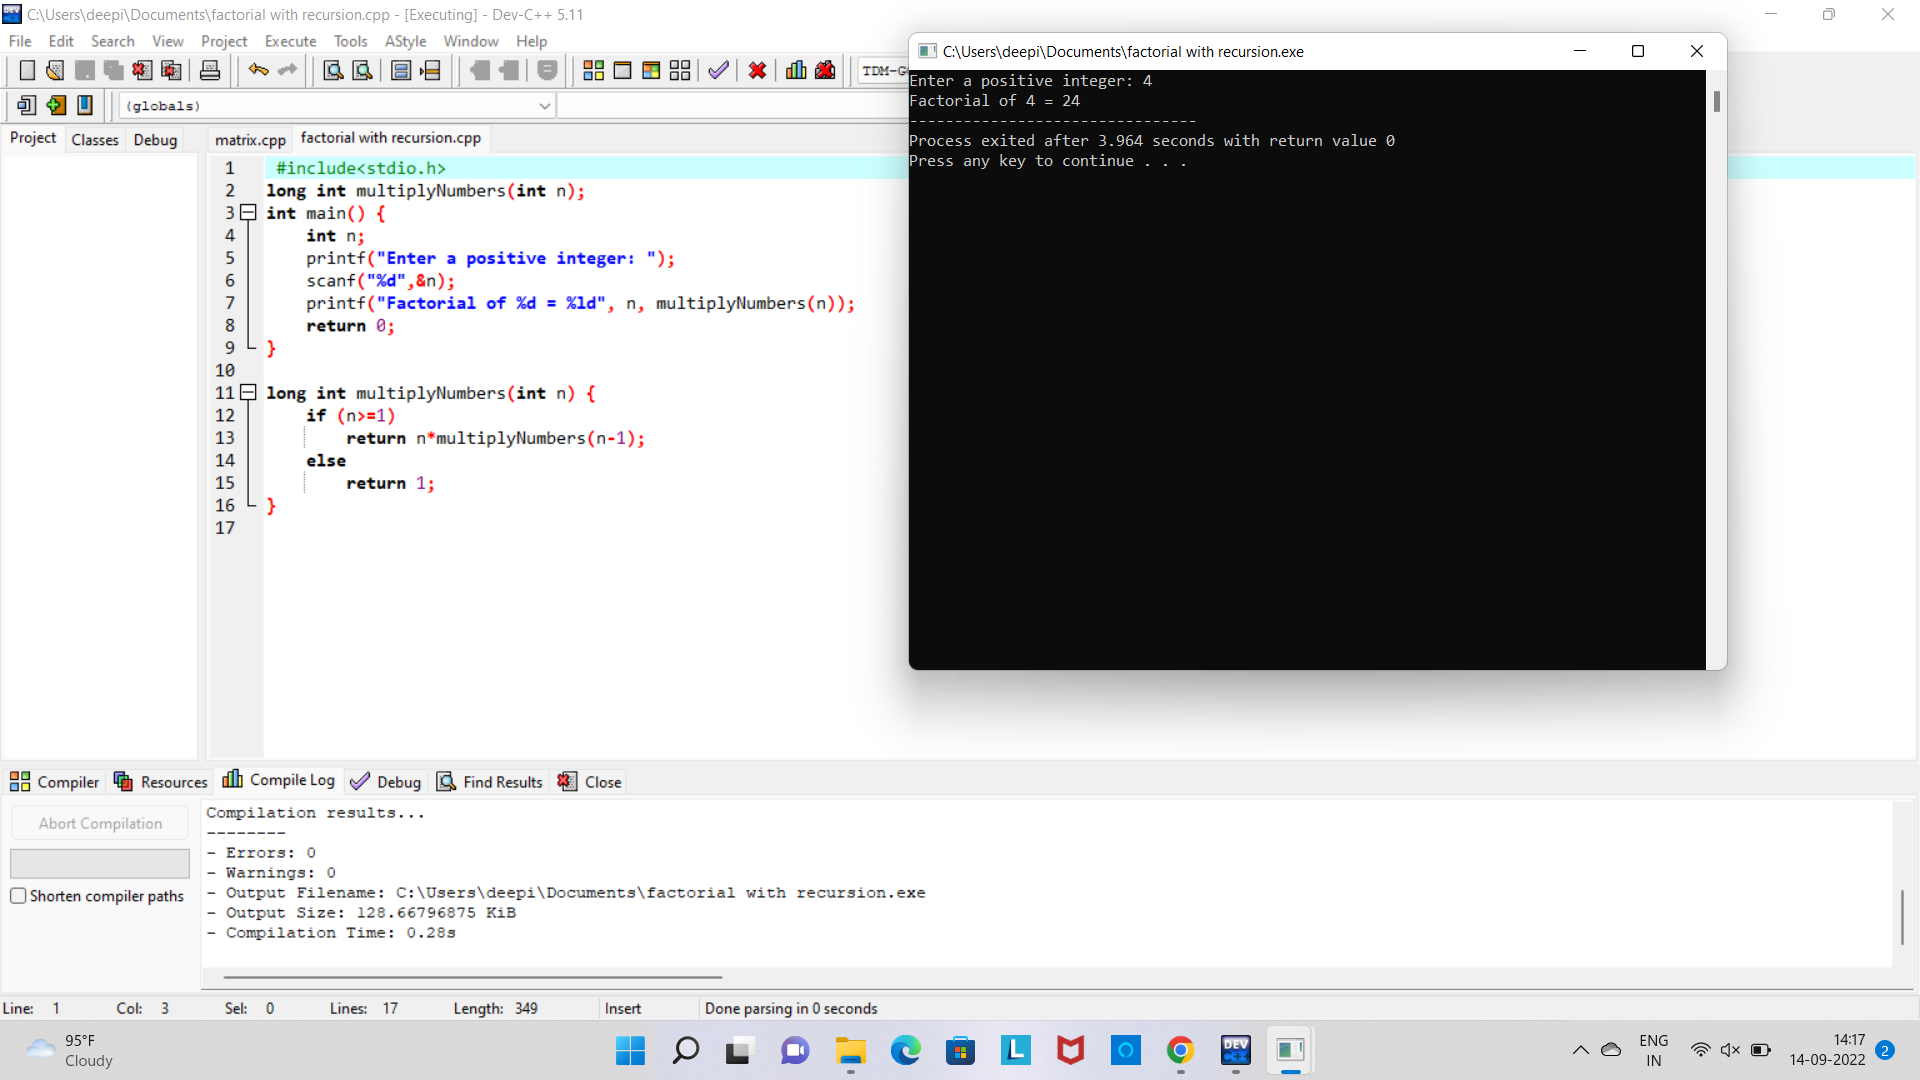 C:\Users\deepi\Documents\factorial with recursion.cpp - [Executing] - Dev-C++ 5.11
File Edit Search View Project Execute Tools AStyle Window Help
TDM-G
(globals)
Project Classes Debug
matrix.cpp factorial with recursion.cpp
1 #include<stdio.h>
2 long int multiplyNumbers(int n);
3 int main() {
4 int n;
5 printf("Enter a positive integer: ");
6 scanf("%d",&n);
7 printf("Factorial of %d = %ld", n, multiplyNumbers(n));
8 return 0;
9 }
10
11 long int multiplyNumbers(int n) {
12 if (n>=1)
13 return n*multiplyNumbers(n-1);
14 else
15 return 1;
16 }
17
C:\Users\deepi\Documents\factorial with recursion.exe
Enter a positive integer: 4
Factorial of 4 = 24
--------------------------------
Process exited after 3.964 seconds with return value 0
Press any key to continue . . .
Compiler Resources Compile Log Debug Find Results Close
Abort Compilation
Shorten compiler paths
Compilation results...
--------
- Errors: 0
- Warnings: 0
- Output Filename: C:\Users\deepi\Documents\factorial with recursion.exe
- Output Size: 128.66796875 KiB
- Compilation Time: 0.28s
Line: 1 Col: 3 Sel: 0 Lines: 17 Length: 349 Insert Done parsing in 0 seconds
95°F
Cloudy
L
DEV
C++
ENG
IN
14:17
14-09-2022
2